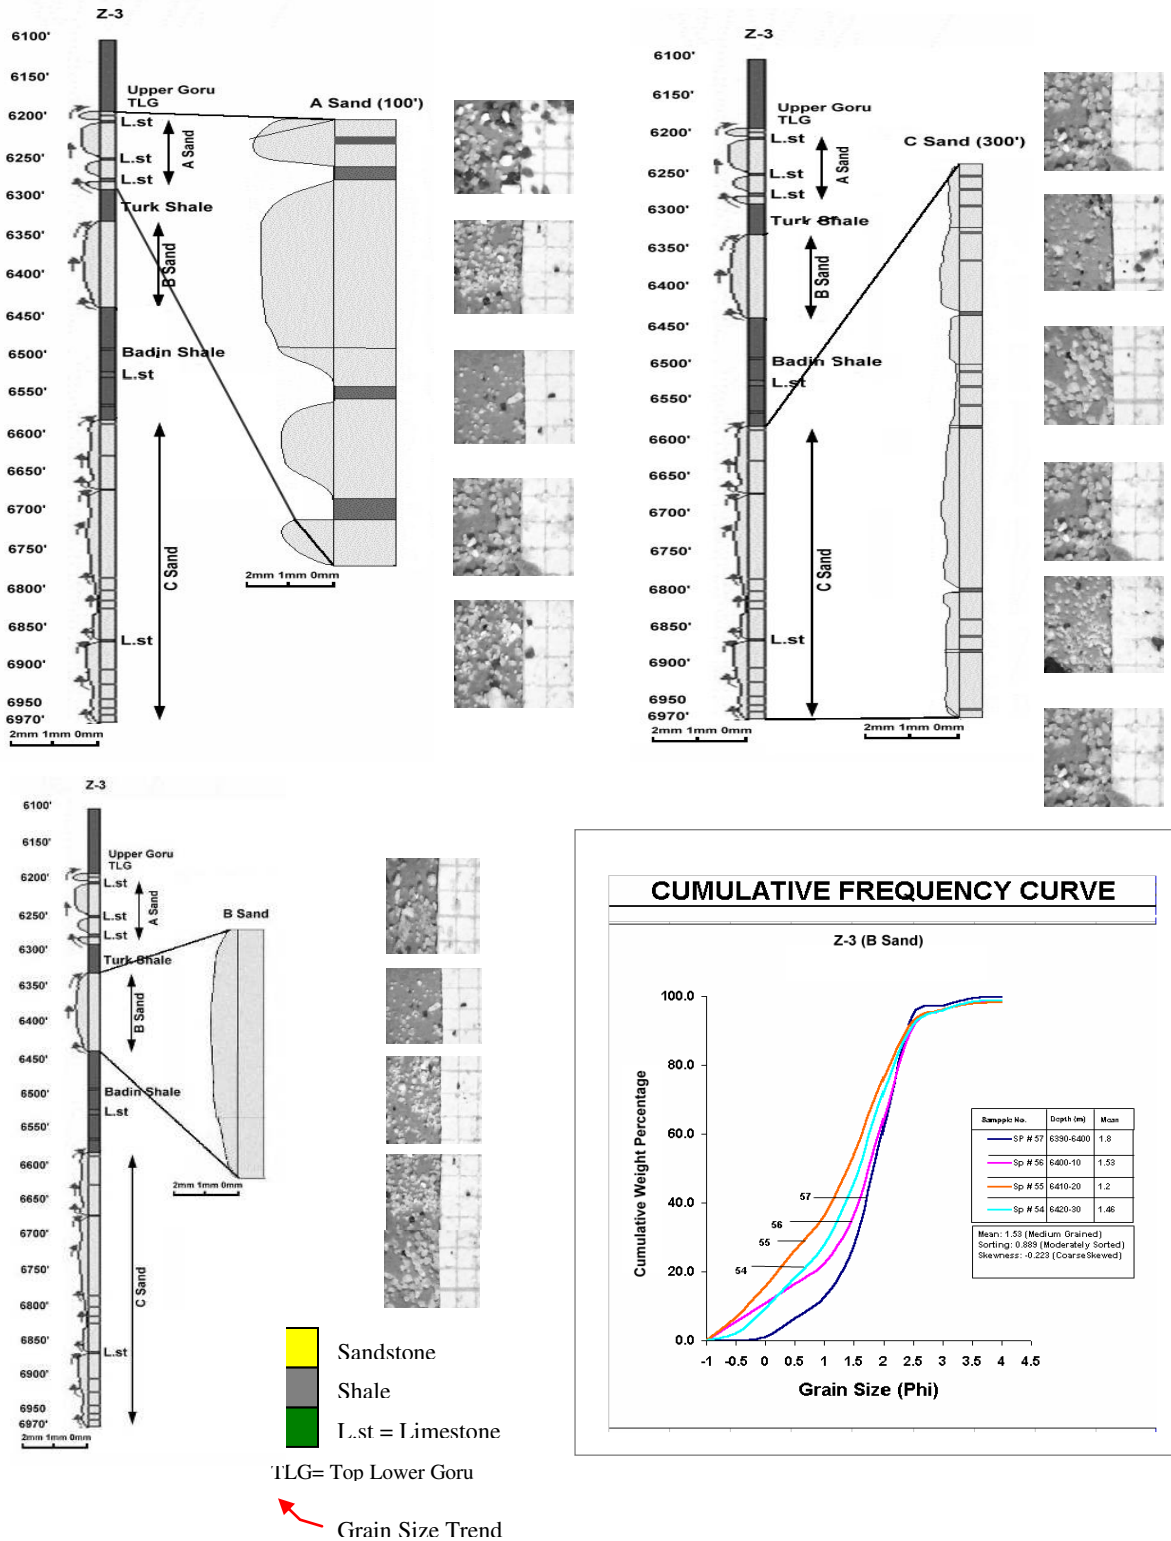 Z-3
6100'
6150'
Upper Goru
TLG
6200'
L.st
A Sand
6250'
L.st
L.st
6300'
Turk Shale
6350'
B Sand
6400'
6450'
Badin Shale
6500'
L.st
6550'
6600'
6650'
6700'
6750'
C Sand
6800'
6850'
L.st
6900'
6950
6970'
2mm 1mm 0mm
A Sand (100')
2mm 1mm 0mm
Z-3
6100'
6150'
Upper Goru
TLG
6200'
L.st
A Sand
6250'
L.st
L.st
6300'
Turk Shale
6350'
B Sand
6400'
6450'
Badin Shale
6500'
L.st
6550'
6600'
6650'
6700'
6750'
C Sand
6800'
6850'
L.st
6900'
6950
6970'
2mm 1mm 0mm
C Sand (300')
2mm 1mm 0mm
Z-3
6100'
6150'
Upper Goru
TLG
6200'
L.st
A Sand
6250'
L.st
L.st
6300'
Turk Shale
6350'
B Sand
6400'
6450'
Badin Shale
6500'
L.st
6550'
6600'
6650'
6700'
6750'
C Sand
6800'
6850'
L.st
6900'
6950
6970'
2mm 1mm 0mm
B Sand
2mm 1mm 0mm
Sandstone
Shale
L.st = Limestone
TLG= Top Lower Goru
Grain Size Trend
CUMULATIVE FREQUENCY CURVE
Z-3 (B Sand)
Cumulative Weight Percentage
100.0
80.0
60.0
40.0
20.0
0.0
57
56
55
54
-1 -0.5 0 0.5 1 1.5 2 2.5 3 3.5 4 4.5
Grain Size (Phi)
Sampplc No. Depth (m) Mean
SP # 57 6390-6400 1.8
Sp # 56 6400-10 1.53
Sp # 55 6410-20 1.2
Sp # 54 6420-30 1.46
Mean: 1.53 (Medium Grained)
Sorting: 0.889 (Moderately Sorted)
Skewness: -0.223 (CoarseSkewed)